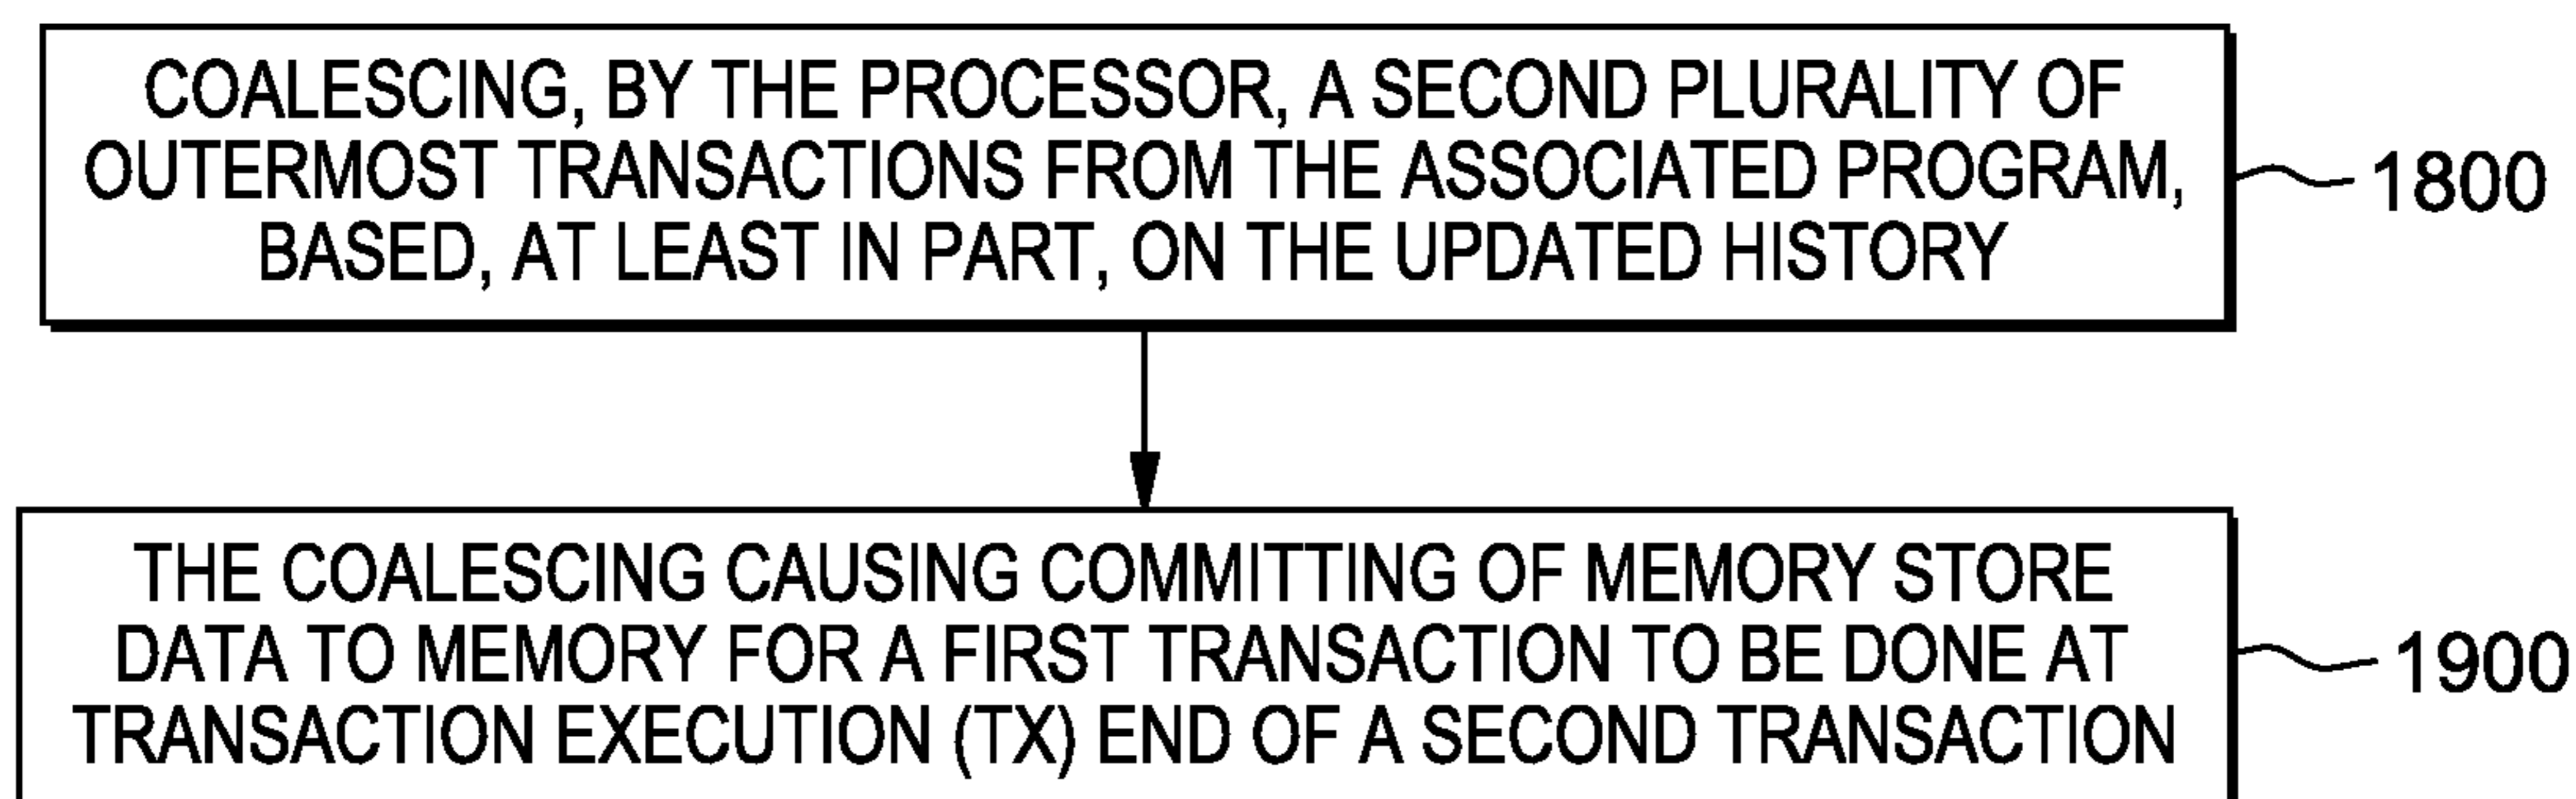 COALESCING, BY THE PROCESSOR, A SECOND PLURALITY OF
OUTERMOST TRANSACTIONS FROM THE ASSOCIATED PROGRAM,
BASED, AT LEAST IN PART, ON THE UPDATED HISTORY
1800
THE COALESCING CAUSING COMMITTING OF MEMORY STORE
DATA TO MEMORY FOR A FIRST TRANSACTION TO BE DONE AT
TRANSACTION EXECUTION (TX) END OF A SECOND TRANSACTION
1900